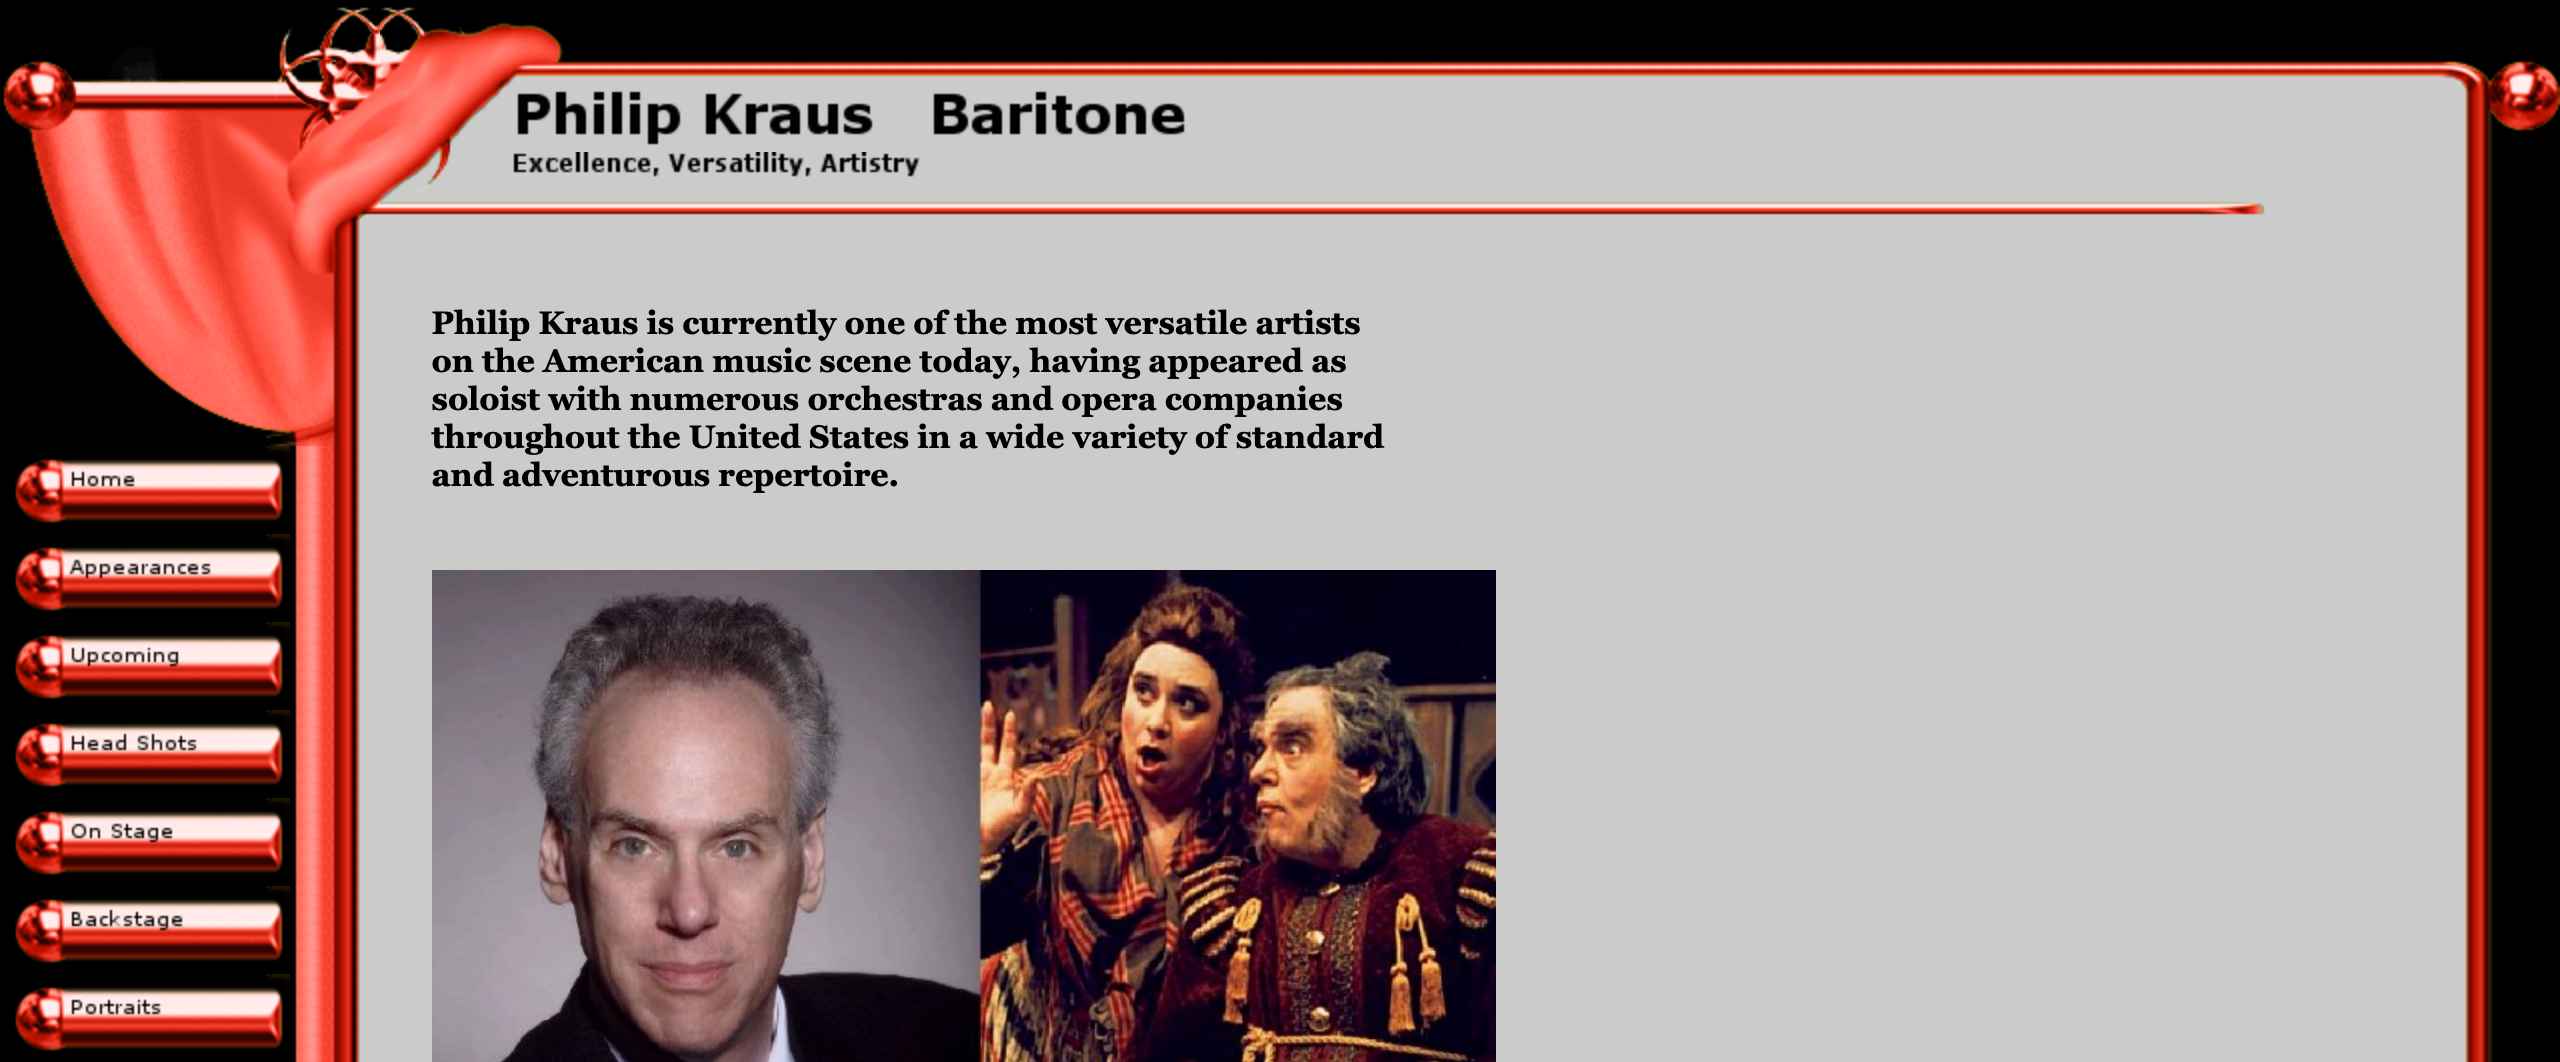 Philip Kraus   Baritone
Excellence, Versatility, Artistry
Philip Kraus is currently one of the most versatile artists
on the American music scene today, having appeared as
soloist with numerous orchestras and opera companies
throughout the United States in a wide variety of standard
and adventurous repertoire.
Home
Appearances
Upcoming
Head Shots
On Stage
Backstage
Portraits